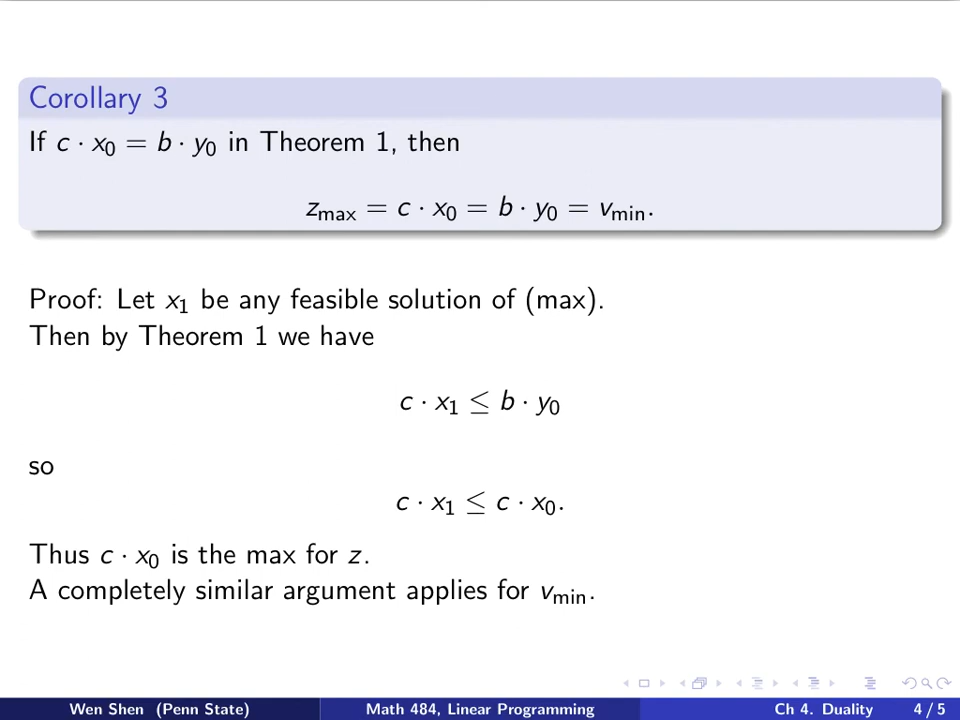 Corollary 3
If c · x₀ = b · y₀ in Theorem 1, then
zₘₐₓ = c · x₀ = b · y₀ = vₘᵢₙ.
Proof: Let x₁ be any feasible solution of (max).
Then by Theorem 1 we have
c · x₁ ≤ b · y₀
so
c · x₁ ≤ c · x₀.
Thus c · x₀ is the max for z.
A completely similar argument applies for vₘᵢₙ.
Wen Shen (Penn State) Math 484, Linear Programming Ch 4. Duality 4 / 5